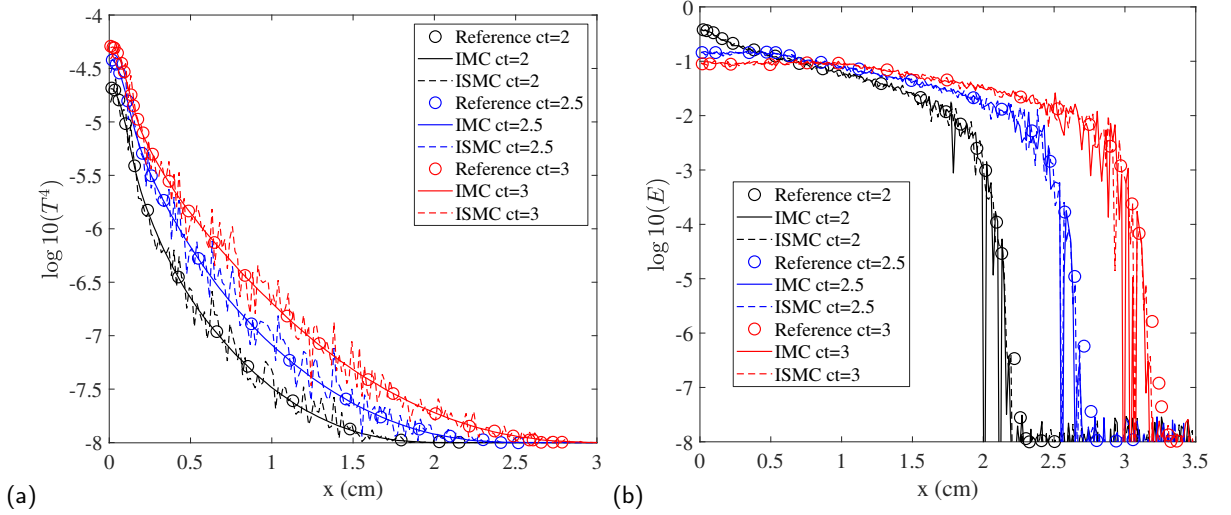 -4
-4.5
-5
-5.5
-6
-6.5
-7
-7.5
-8
log 10(T⁴)
0 0.5 1 1.5 2 2.5 3
x (cm)
(a)
Reference ct=2
IMC ct=2
ISMC ct=2
Reference ct=2.5
IMC ct=2.5
ISMC ct=2.5
Reference ct=3
IMC ct=3
ISMC ct=3
0
-1
-2
-3
-4
-5
-6
-7
-8
log 10(E)
0 0.5 1 1.5 2 2.5 3 3.5
x (cm)
(b)
Reference ct=2
IMC ct=2
ISMC ct=2
Reference ct=2.5
IMC ct=2.5
ISMC ct=2.5
Reference ct=3
IMC ct=3
ISMC ct=3